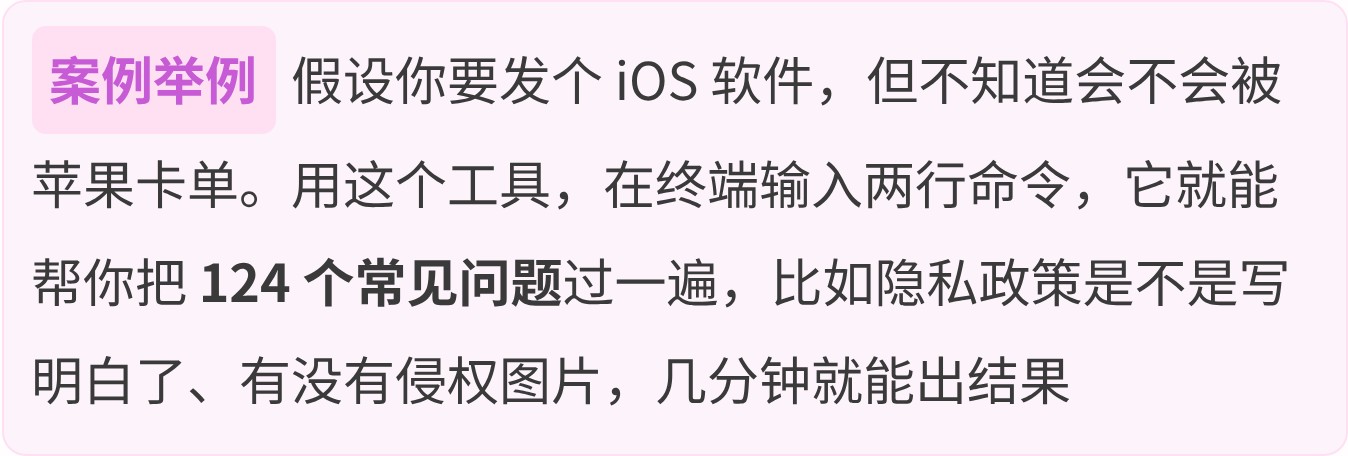 案例举例 假设你要发个 iOS 软件，但不知道会不会被
苹果卡单。用这个工具，在终端输入两行命令，它就能
帮你把 124 个常见问题过一遍，比如隐私政策是不是写
明白了、有没有侵权图片，几分钟就能出结果